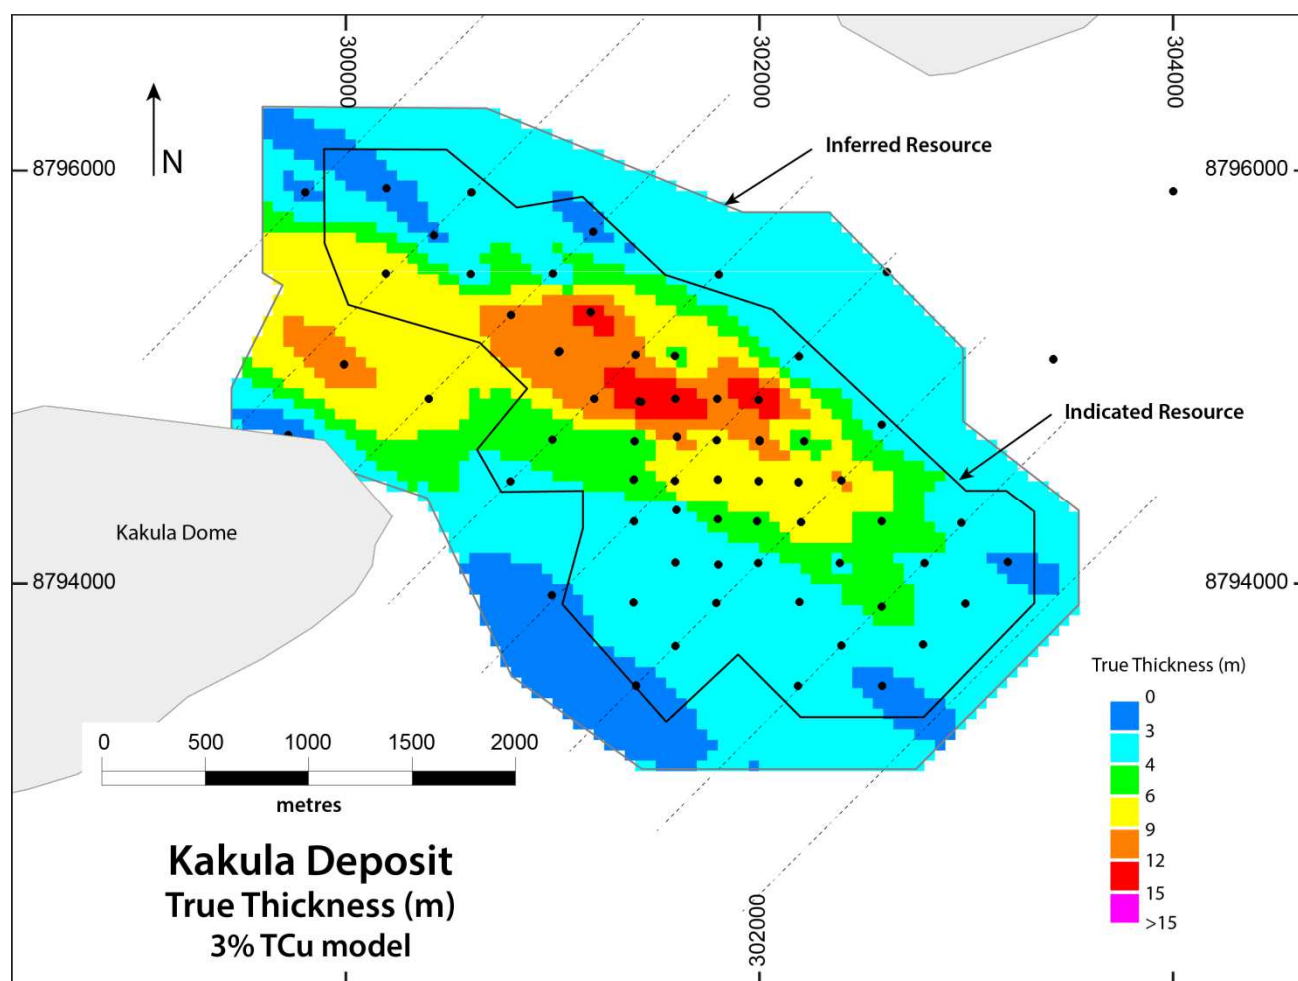 300000
302000
304000
Inferred Resource
8796000
8796000
N
Indicated Resource
Kakula Dome
8794000
8794000
True Thickness (m)
0
3
4
6
9
12
15
>15
0 500 1000 1500 2000
metres
Kakula Deposit
True Thickness (m)
3% TCu model
302000